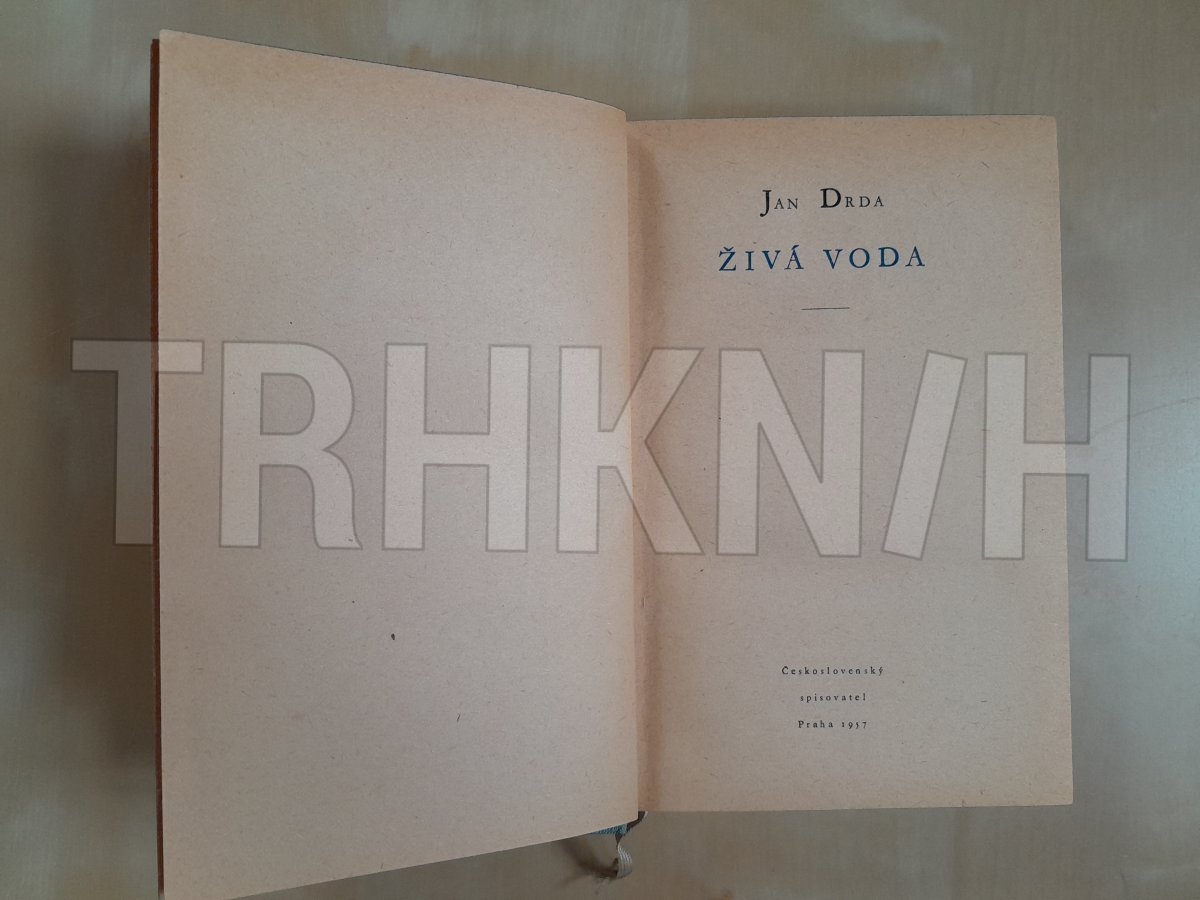 Jan Drda
ŽIVÁ VODA
TRHKNIH
Československý
spisovatel
Praha 1957